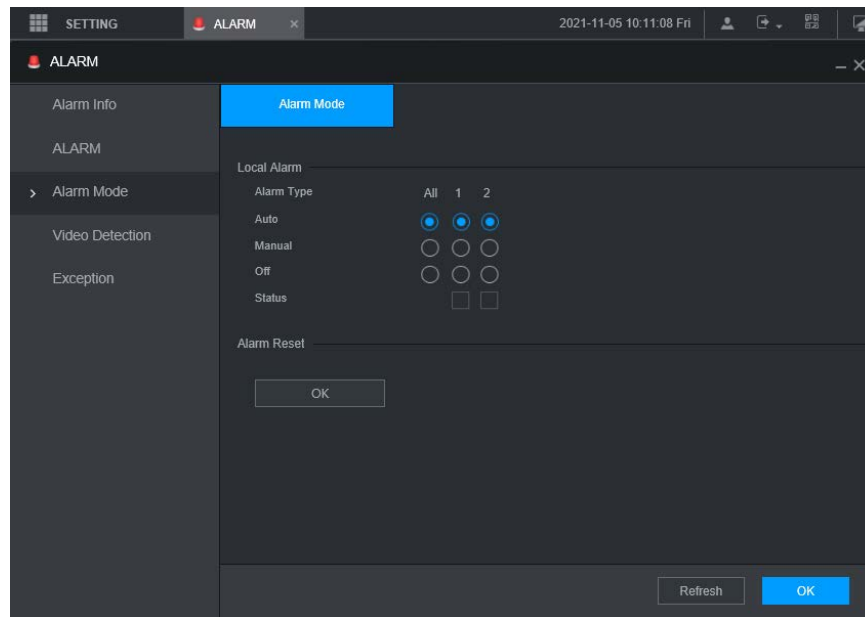 SETTING ALARM × 2021-11-05 10:11:08 Fri
ALARM
Alarm Info
ALARM
Alarm Mode
Video Detection
Exception
Alarm Mode
Local Alarm
Alarm Type All 1 2
Auto
Manual
Off
Status
Alarm Reset
OK
Refresh OK